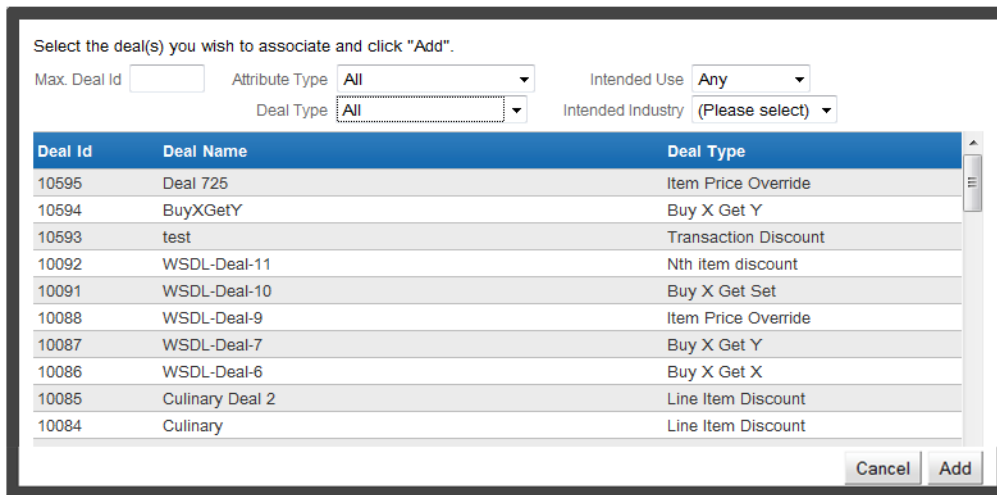 Select the deal(s) you wish to associate and click "Add".
Max. Deal Id Attribute Type All Intended Use Any
Deal Type All Intended Industry (Please select)
Deal Id Deal Name Deal Type
10595 Deal 725 Item Price Override
10594 BuyXGetY Buy X Get Y
10593 test Transaction Discount
10092 WSDL-Deal-11 Nth item discount
10091 WSDL-Deal-10 Buy X Get Set
10088 WSDL-Deal-9 Item Price Override
10087 WSDL-Deal-7 Buy X Get Y
10086 WSDL-Deal-6 Buy X Get X
10085 Culinary Deal 2 Line Item Discount
10084 Culinary Line Item Discount
Cancel Add